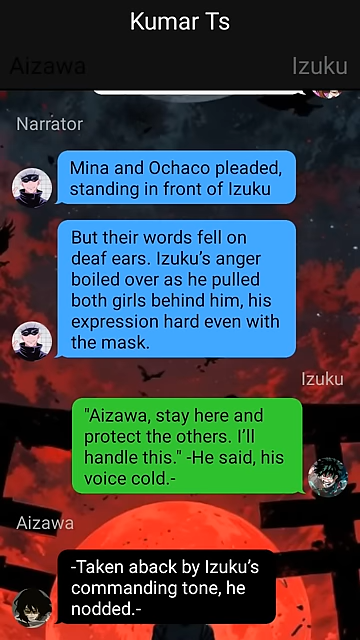 Kumar Ts
Aizawa
Izuku
Narrator
Mina and Ochaco pleaded,
standing in front of Izuku
But their words fell on
deaf ears. Izuku’s anger
boiled over as he pulled
both girls behind him, his
expression hard even with
the mask.
Izuku
"Aizawa, stay here and
protect the others. I’ll
handle this." -He said, his
voice cold.-
Aizawa
-Taken aback by Izuku’s
commanding tone, he
nodded.-